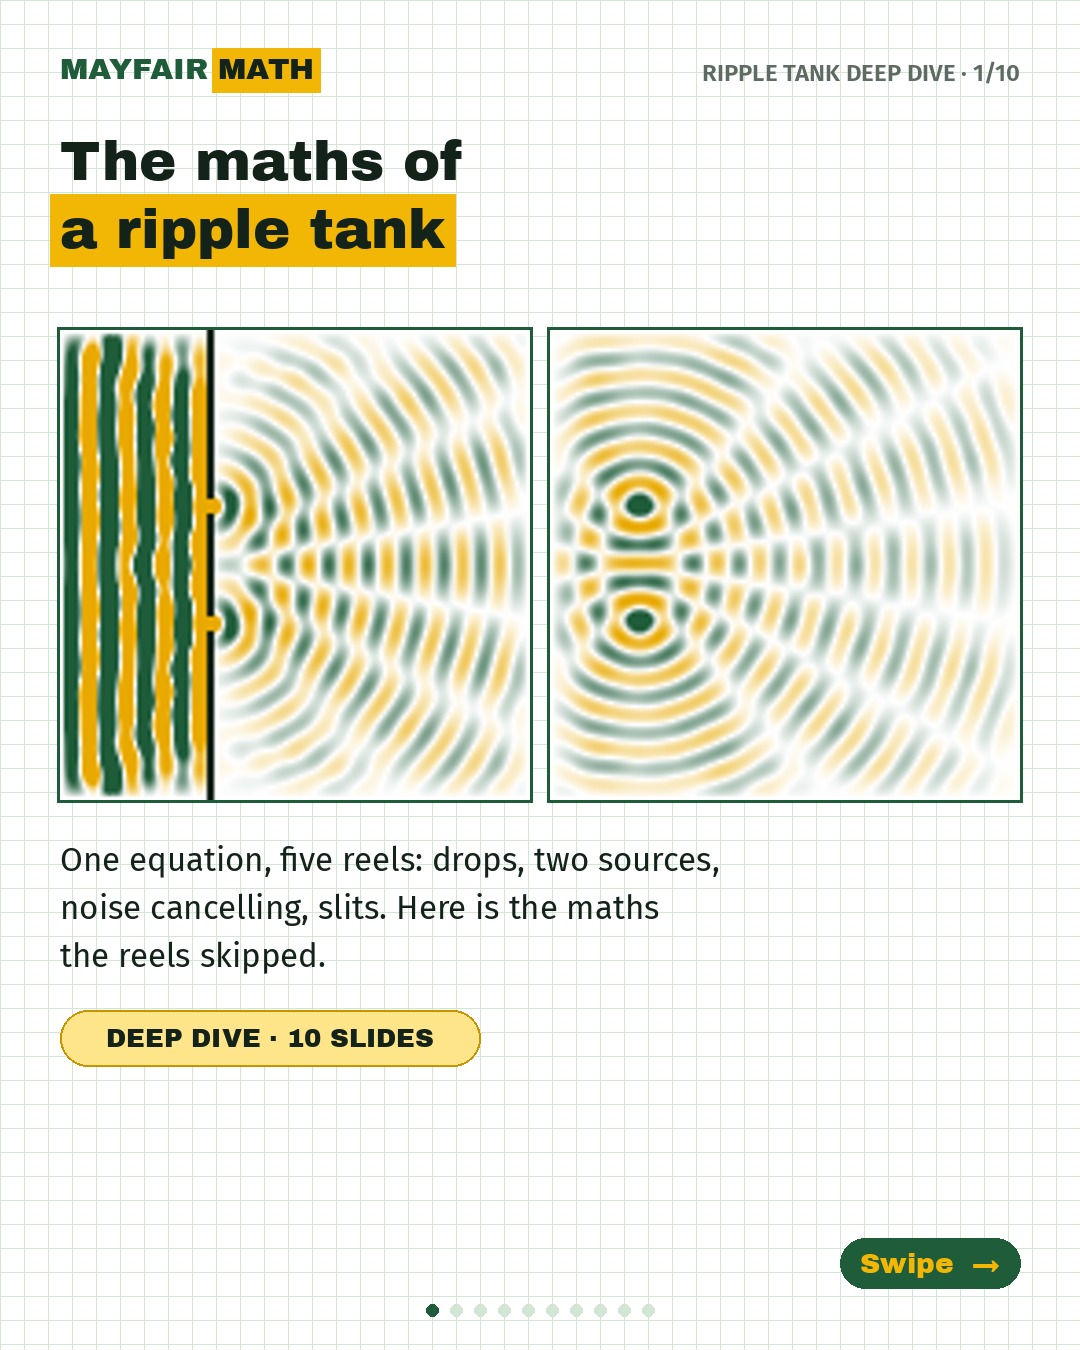 MAYFAIR MATH
RIPPLE TANK DEEP DIVE · 1/10
The maths of
a ripple tank
One equation, five reels: drops, two sources,
noise cancelling, slits. Here is the maths
the reels skipped.
DEEP DIVE · 10 SLIDES
Swipe →